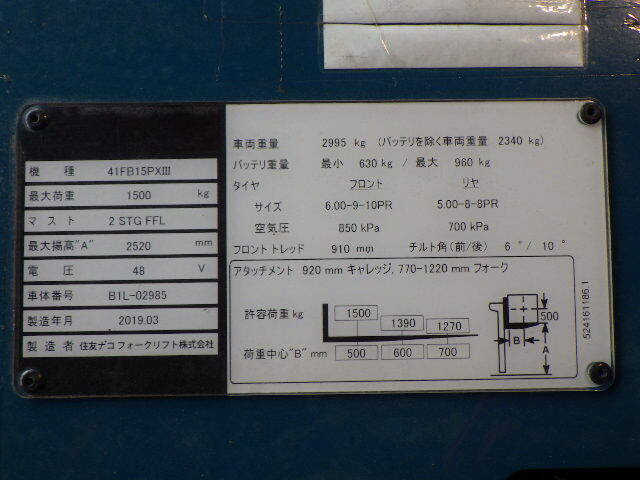 機 種 41FB15PXⅢ
最大荷重 1500 kg
マスト 2 STG FFL
最大揚高"A" 2520 mm
電 圧 48 V
車体番号 B1L-02985
製造年月 2019.03
製造者 住友ナコ フォークリフト株式会社
車両重量 2995 kg (バッテリを除く車両重量 2340 kg)
バッテリ重量 最小 630 kg / 最大 960 kg
タイヤ フロント リヤ
サイズ 6.00-9-10PR 5.00-8-8PR
空気圧 850 kPa 700 kPa
フロントトレッド 910 mm チルト角(前/後) 6°/ 10°
アタッチメント 920 mm キャレッジ, 770-1220 mm フォーク
許容荷重 kg 1500 1390 1270
荷重中心"B" mm 500 600 700
500
B
A
524161186.1